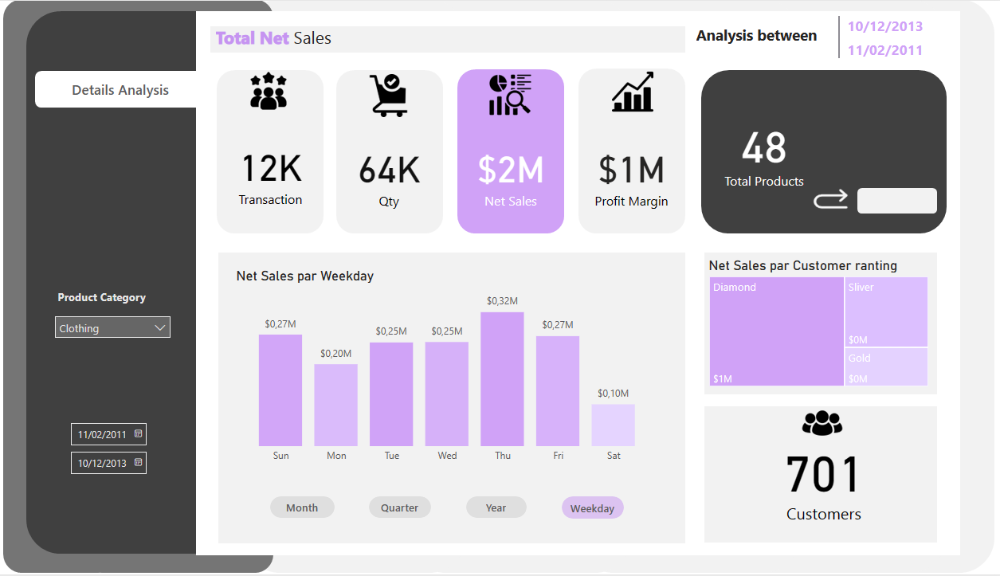 Details Analysis
Product Category
Clothing
11/02/2011
10/12/2013
Total Net Sales
Analysis between
10/12/2013
11/02/2011
12K
Transaction
64K
Qty
$2M
Net Sales
$1M
Profit Margin
48
Total Products
Net Sales par Weekday
$0,27M
$0,20M
$0,25M
$0,25M
$0,32M
$0,27M
$0,10M
Sun Mon Tue Wed Thu Fri Sat
Month Quarter Year Weekday
Net Sales par Customer ranting
Diamond
$1M
Sliver
$0M
Gold
$0M
701
Customers